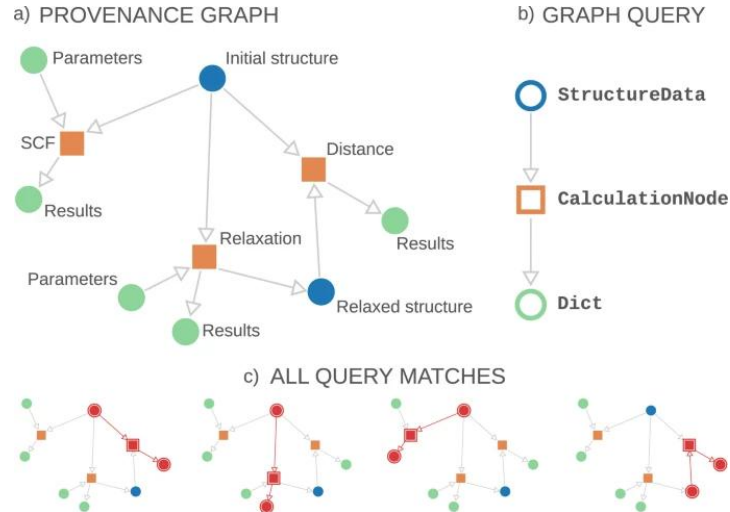 a) PROVENANCE GRAPH
b) GRAPH QUERY
Parameters
Initial structure
StructureData
SCF
Distance
Results
CalculationNode
Relaxation
Results
Parameters
Relaxed structure
Dict
Results
c) ALL QUERY MATCHES